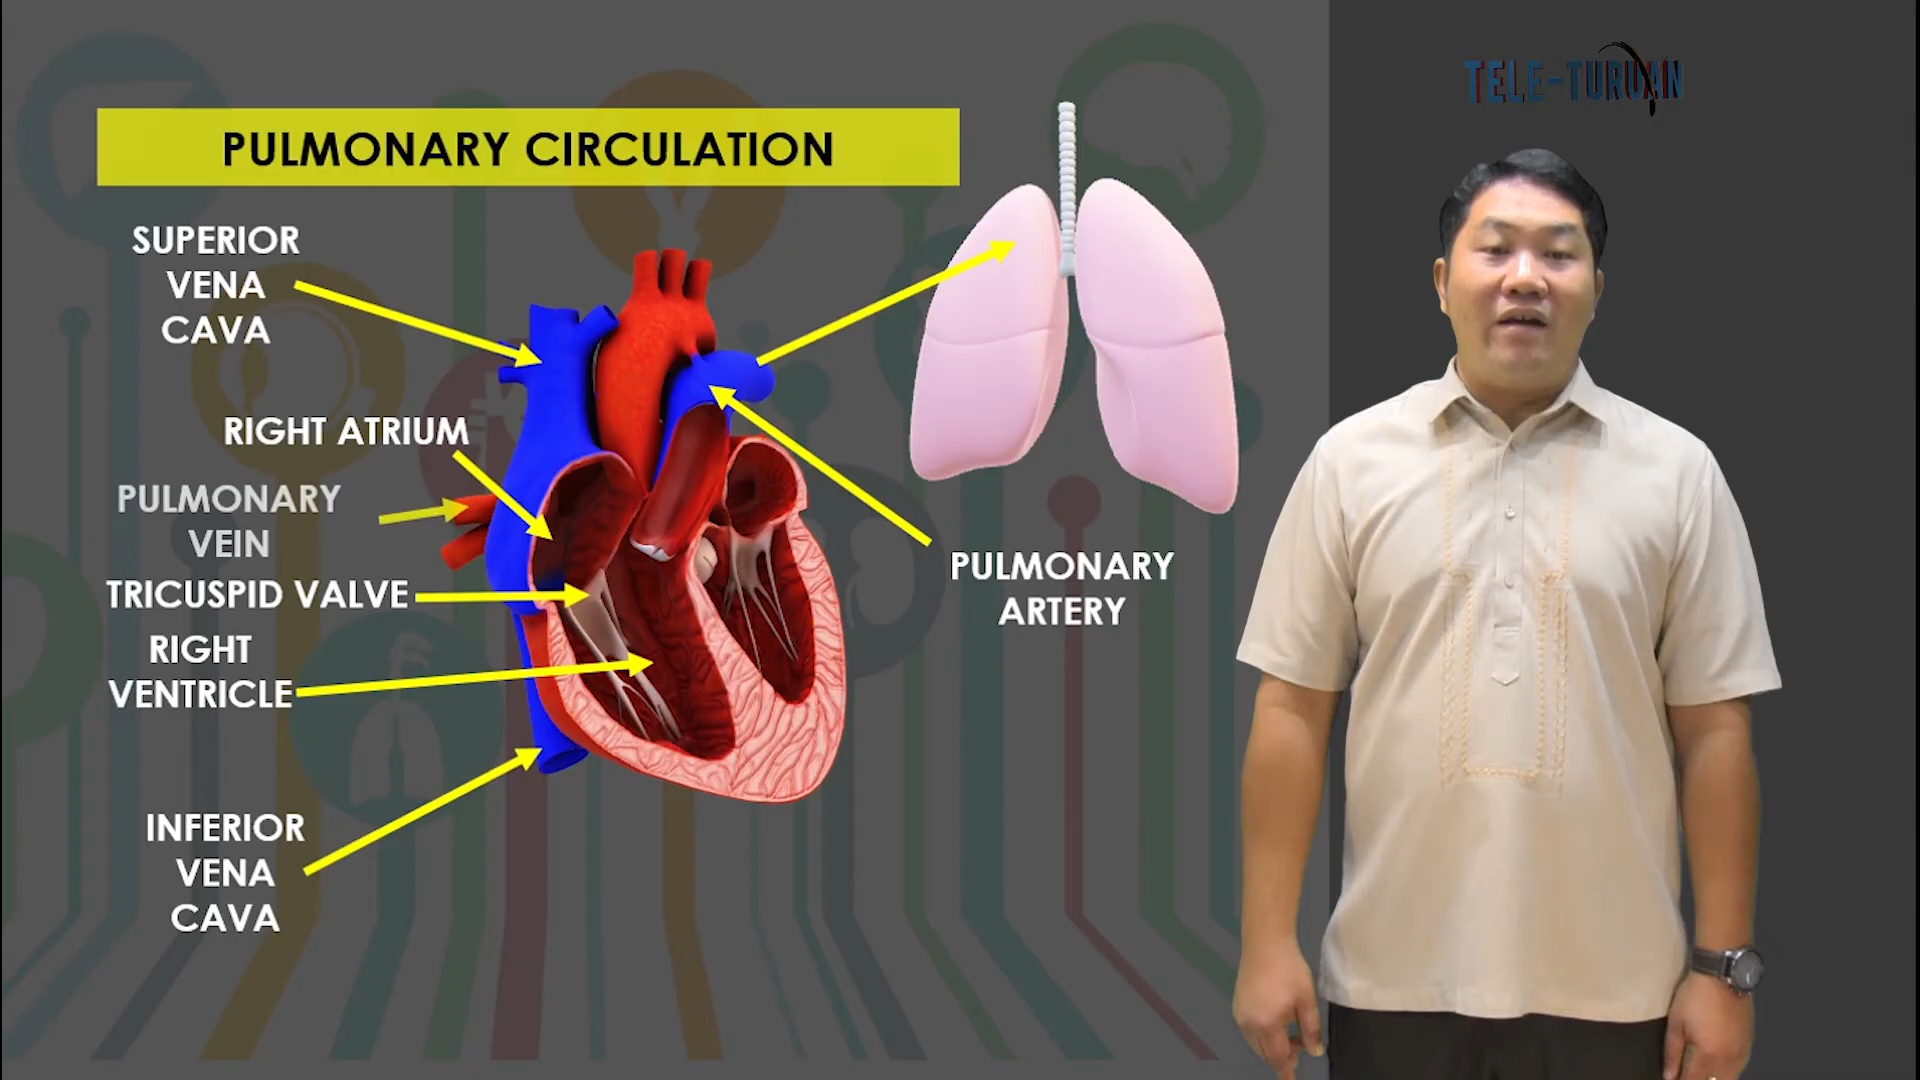 TELE-TURUAN
PULMONARY CIRCULATION
SUPERIOR
VENA
CAVA
RIGHT ATRIUM
PULMONARY
VEIN
TRICUSPID VALVE
RIGHT
VENTRICLE
INFERIOR
VENA
CAVA
PULMONARY
ARTERY